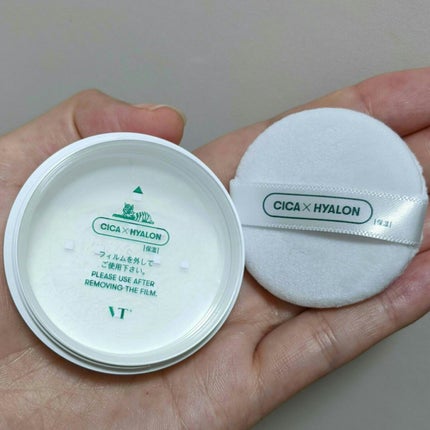 CICA×HYALON
[保湿]
フィルムを外して
ご使用下さい。
PLEASE USE AFTER
REMOVING THE FILM.
VT+
CICA×HYALON
[保湿]